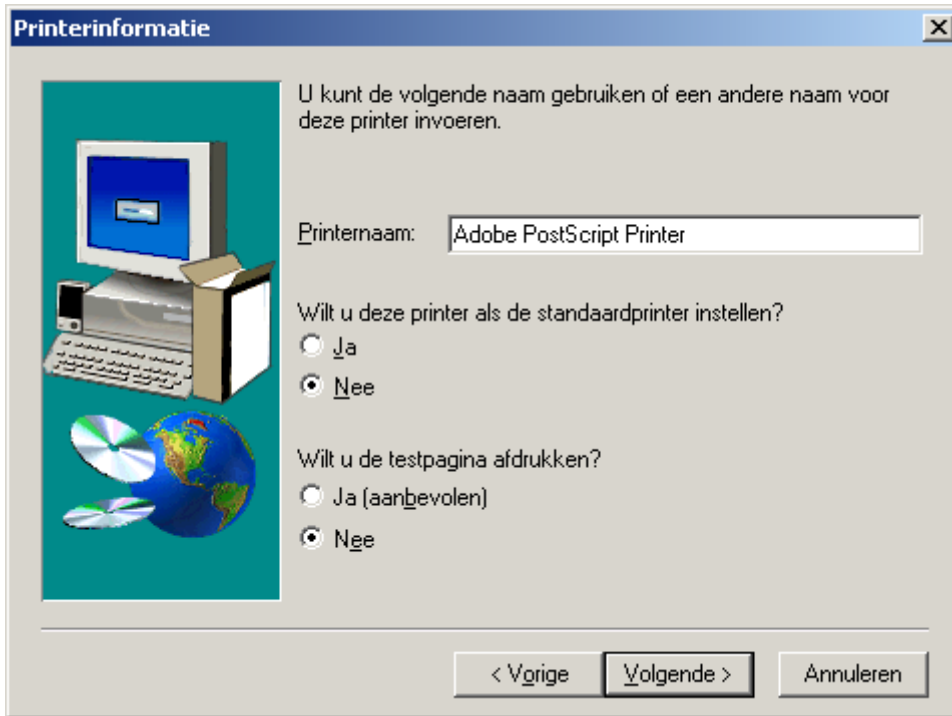 Printerinformatie
U kunt de volgende naam gebruiken of een andere naam voor
deze printer invoeren.
Printernaam: Adobe PostScript Printer
Wilt u deze printer als de standaardprinter instellen?
Ja
Nee
Wilt u de testpagina afdrukken?
Ja (aanbevolen)
Nee
< Vorige Volgende > Annuleren